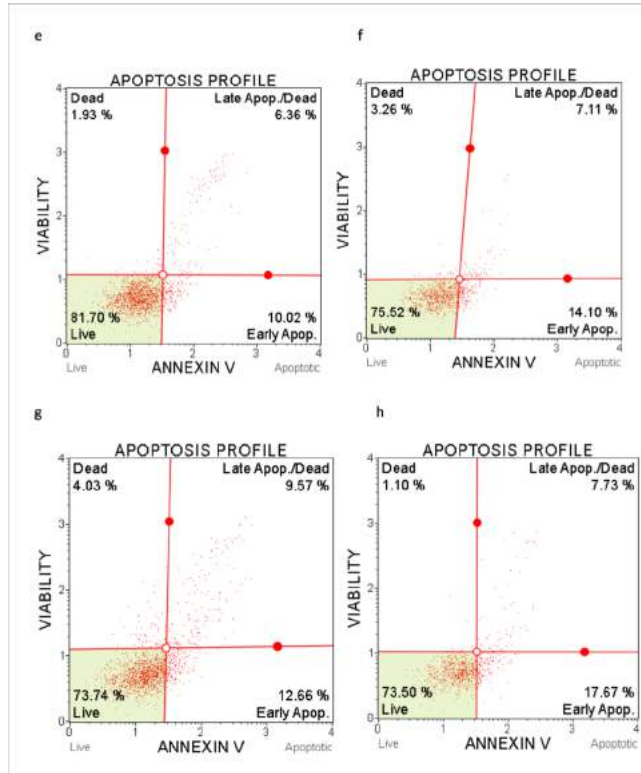 e
APOPTOSIS PROFILE
4
Dead
1.93 %
Late Apop./Dead
6.36 %
3
VIABILITY
2
1
81.70 %
Live
10.02 %
Early Apop.
0
0 1 2 3 4
Live ANNEXIN V Apoptotic
f
APOPTOSIS PROFILE
4
Dead
3.26 %
Late Apop./Dead
7.11 %
3
VIABILITY
2
1
75.52 %
Live
14.10 %
Early Apop.
0
0 1 2 3 4
Live ANNEXIN V Apoptotic
g
APOPTOSIS PROFILE
4
Dead
4.03 %
Late Apop./Dead
9.57 %
3
VIABILITY
2
1
73.74 %
Live
12.66 %
Early Apop.
0
0 1 2 3 4
Live ANNEXIN V Apoptotic
h
APOPTOSIS PROFILE
4
Dead
1.10 %
Late Apop./Dead
7.73 %
3
VIABILITY
2
1
73.50 %
Live
17.67 %
Early Apop.
0
0 1 2 3 4
Live ANNEXIN V Apoptotic